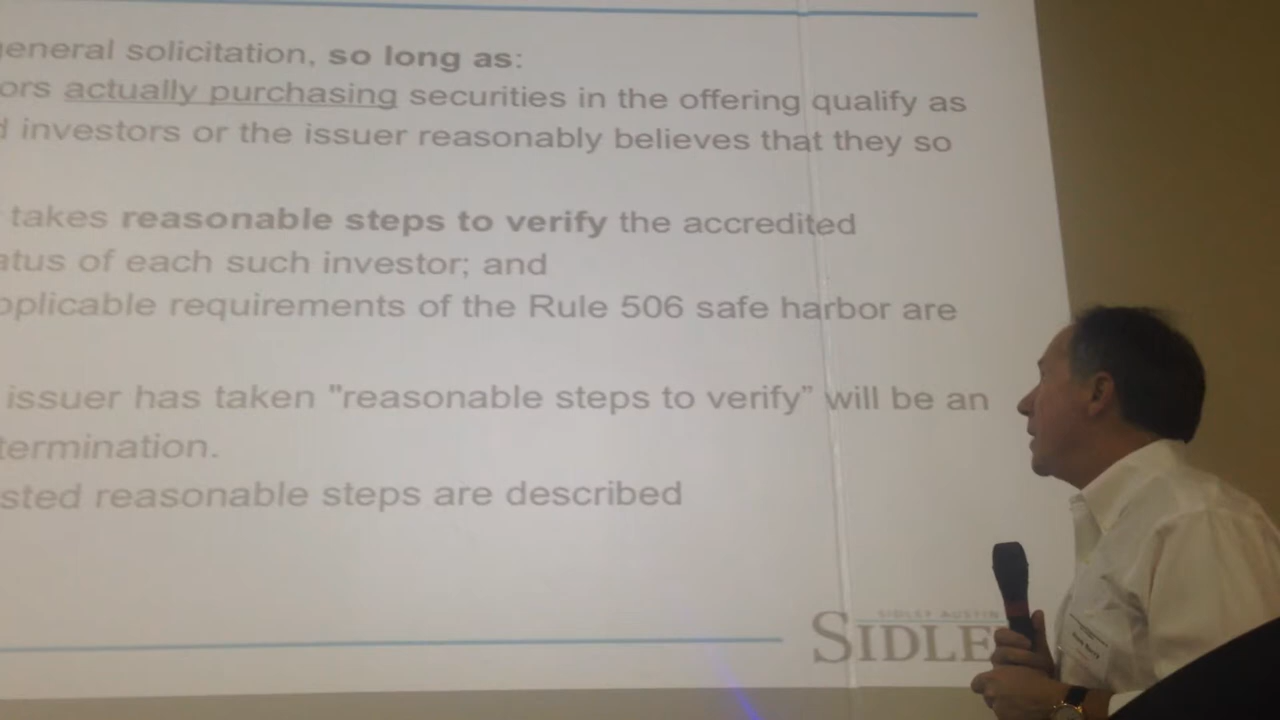 general solicitation, so long as:
ors actually purchasing securities in the offering qualify as
d investors or the issuer reasonably believes that they so
takes reasonable steps to verify the accredited
atus of each such investor; and
pplicable requirements of the Rule 506 safe harbor are
issuer has taken "reasonable steps to verify” will be an
termination.
sted reasonable steps are described
SIDLEY AUSTIN
SIDLE